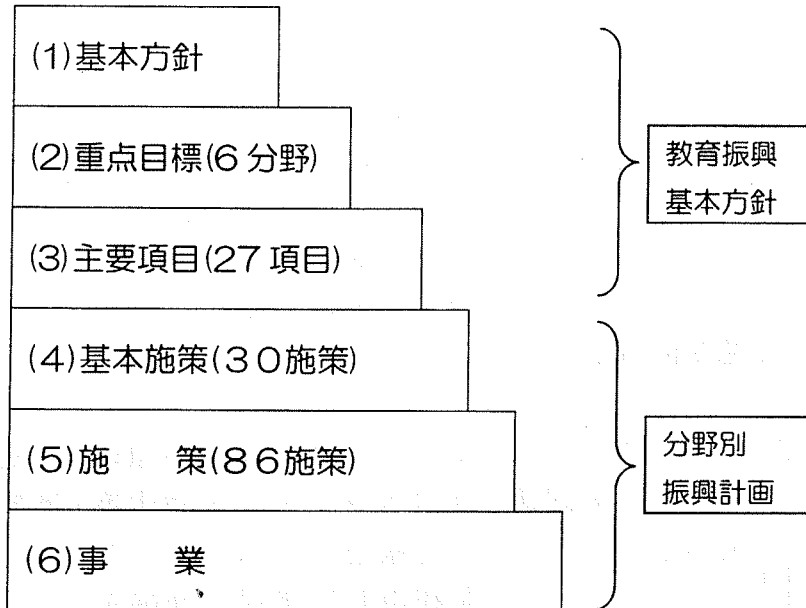 (1)基本方針
(2)重点目標(6分野)
(3)主要項目(27項目)
教育振興
基本方針
(4)基本施策(30施策)
(5)施　　策(86施策)
(6)事　　業
分野別
振興計画